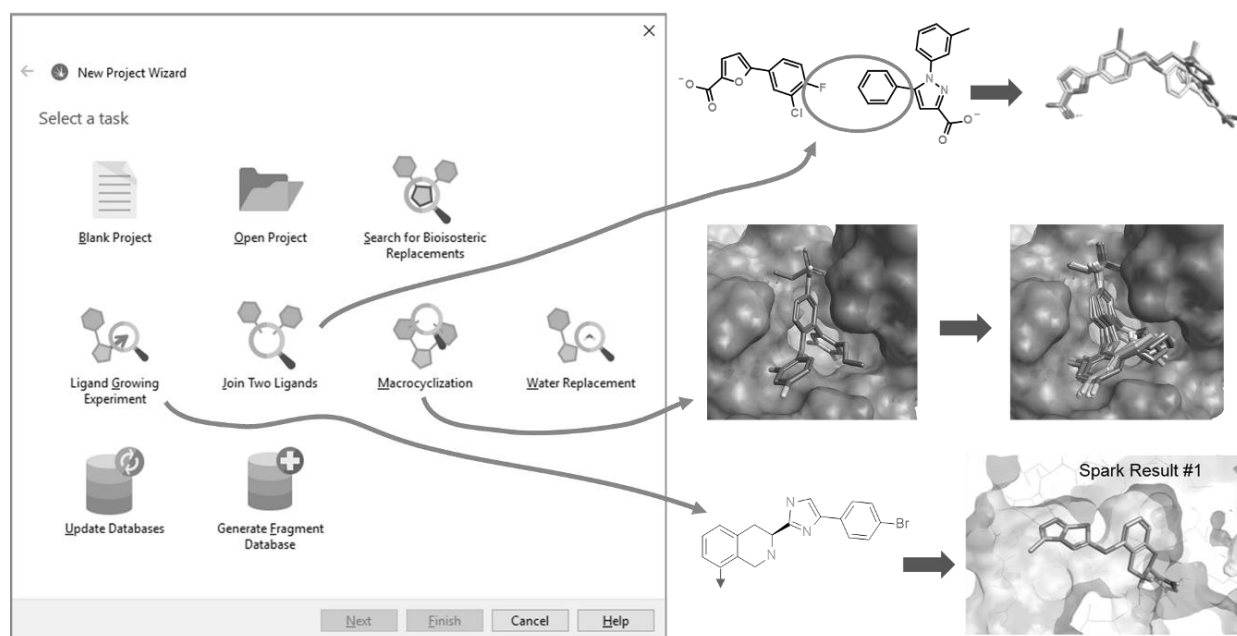 New Project Wizard
Select a task
Blank Project
Open Project
Search for Bioisosteric
Replacements
Ligand Growing
Experiment
Join Two Ligands
Macrocyclization
Water Replacement
Update Databases
Generate Fragment
Database
Next
Finish
Cancel
Help
O
O
O
F
Cl
N
N
O
O
N
N
N
Br
Spark Result #1